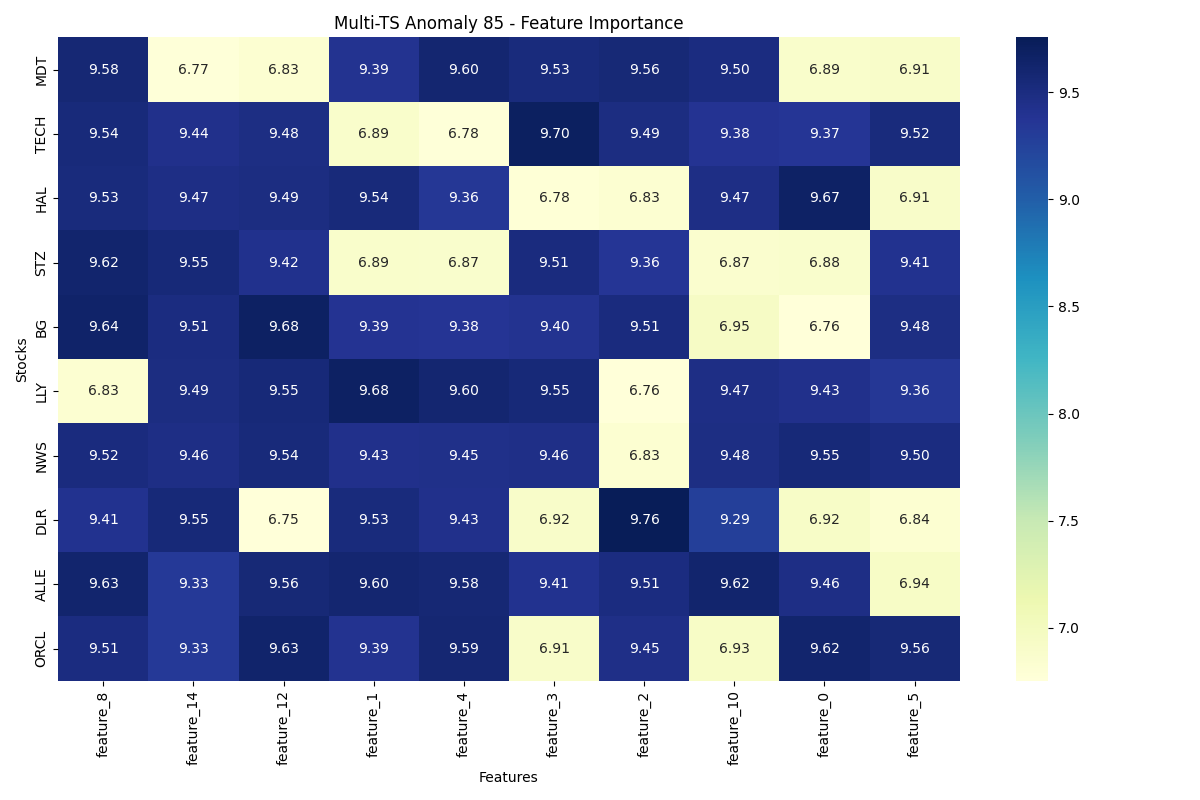 Multi-TS Anomaly 85 - Feature Importance
Stocks
MDT 9.58 6.77 6.83 9.39 9.60 9.53 9.56 9.50 6.89 6.91
TECH 9.54 9.44 9.48 6.89 6.78 9.70 9.49 9.38 9.37 9.52
HAL 9.53 9.47 9.49 9.54 9.36 6.78 6.83 9.47 9.67 6.91
STZ 9.62 9.55 9.42 6.89 6.87 9.51 9.36 6.87 6.88 9.41
BG 9.64 9.51 9.68 9.39 9.38 9.40 9.51 6.95 6.76 9.48
LLY 6.83 9.49 9.55 9.68 9.60 9.55 6.76 9.47 9.43 9.36
NWS 9.52 9.46 9.54 9.43 9.45 9.46 6.83 9.48 9.55 9.50
DLR 9.41 9.55 6.75 9.53 9.43 6.92 9.76 9.29 6.92 6.84
ALLE 9.63 9.33 9.56 9.60 9.58 9.41 9.51 9.62 9.46 6.94
ORCL 9.51 9.33 9.63 9.39 9.59 6.91 9.45 6.93 9.62 9.56
feature_8 feature_14 feature_12 feature_1 feature_4 feature_3 feature_2 feature_10 feature_0 feature_5
Features
9.5
9.0
8.5
8.0
7.5
7.0